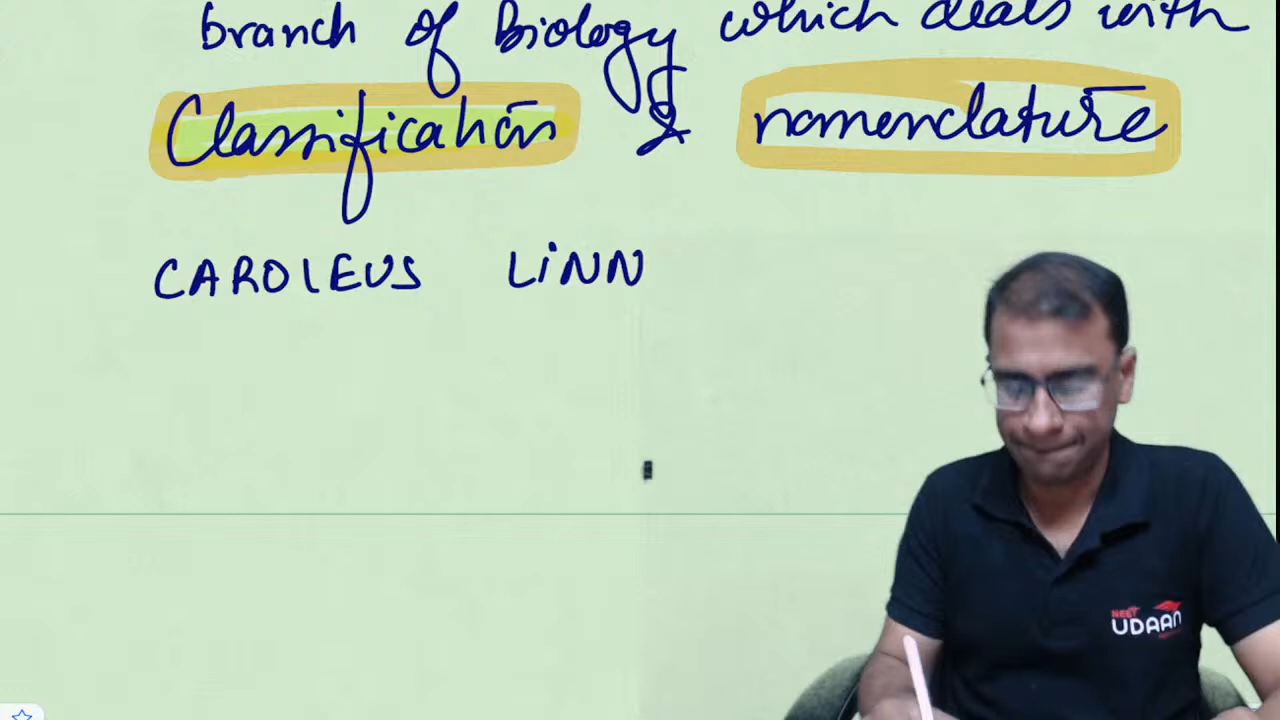 branch of Biology which deals with
Classification & nomenclature
CAROLEUS LiNN
NEET
UDAAN